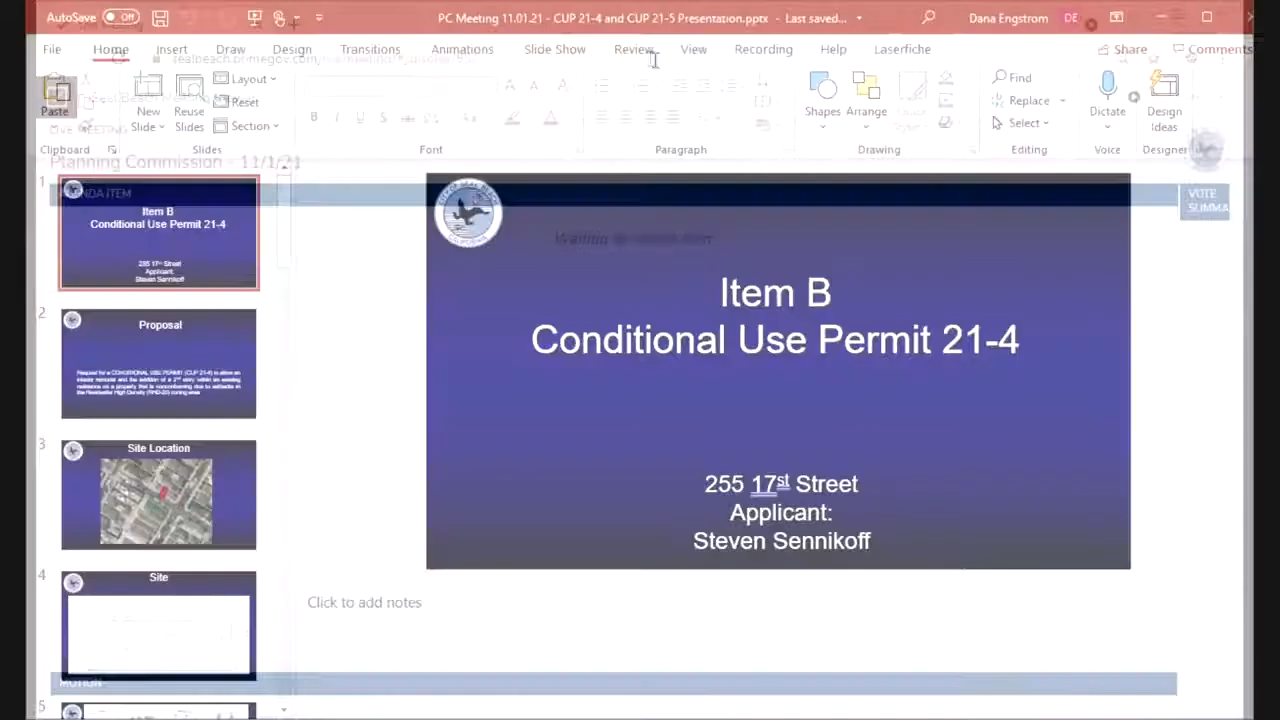 AutoSave Off PC Meeting 11.01.21 - CUP 21-4 and CUP 21-5 Presentation.pptx - Last saved... Dana Engstrom DE
File Home Insert Draw Design Transitions Animations Slide Show Review View Recording Help Laserfiche Share Comments
Paste
New
Slide
Reuse
Slides
Layout
Reset
Section
B I U S
Shapes
Arrange
Find
Replace
Select
Dictate
Design
Ideas
Clipboard Slides Font Paragraph Drawing Editing Voice Designer
Planning Commission - 11/1/21
VOTE
SUMMA
1
Item B
Conditional Use Permit 21-4
255 17st Street
Applicant:
Steven Sennikoff
2
Proposal
Request for a CONDITIONAL USE PERMIT (CUP 21-4) to allow an
interior remodel and the addition of a 2nd story within an existing
residence on a property that is nonconforming due to setbacks in
the Residential High Density (RHD-20) zoning area
3
Site Location
4
Site
5
Item B
Conditional Use Permit 21-4
255 17st Street
Applicant:
Steven Sennikoff
Click to add notes
MOTION